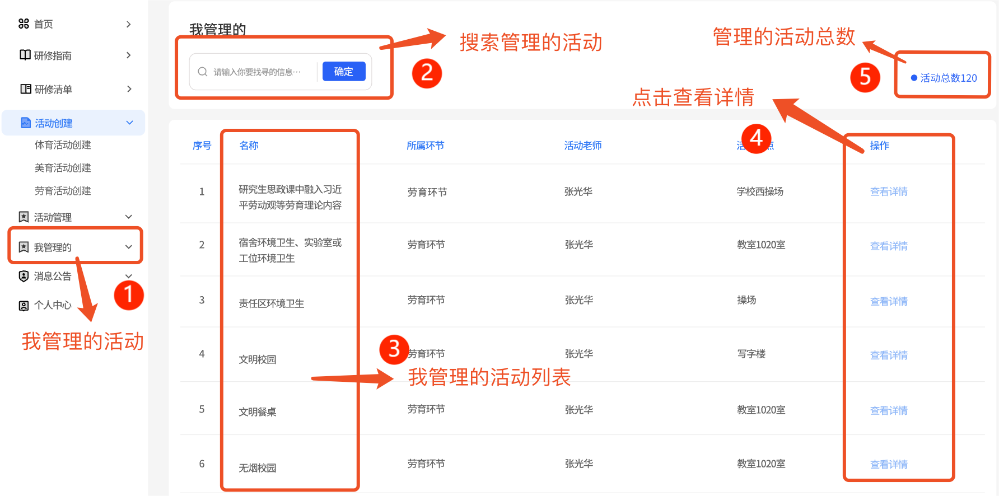 首页
研修指南
研修清单
活动创建
体育活动创建
美育活动创建
劳育活动创建
活动管理
我管理的
消息公告
个人中心
1
我管理的活动
我管理的
请输入你要找寻的信息···
确定
搜索管理的活动
2
管理的活动总数
5
活动总数120
点击查看详情
4
序号 名称 所属环节 活动老师 活 点 操作
1 研究生思政课中融入习近 劳育环节 张光华 学校西操场 查看详情
平劳动观等劳育理论内容
2 宿舍环境卫生、实验室或 劳育环节 张光华 教室1020室 查看详情
工位环境卫生
3 责任区环境卫生 劳育环节 张光华 操场 查看详情
4 文明校园 劳育环节 张光华 写字楼 查看详情
3
我管理的活动列表
5 文明餐桌 劳育环节 张光华 教室1020室 查看详情
6 无烟校园 劳育环节 张光华 教室1020室 查看详情